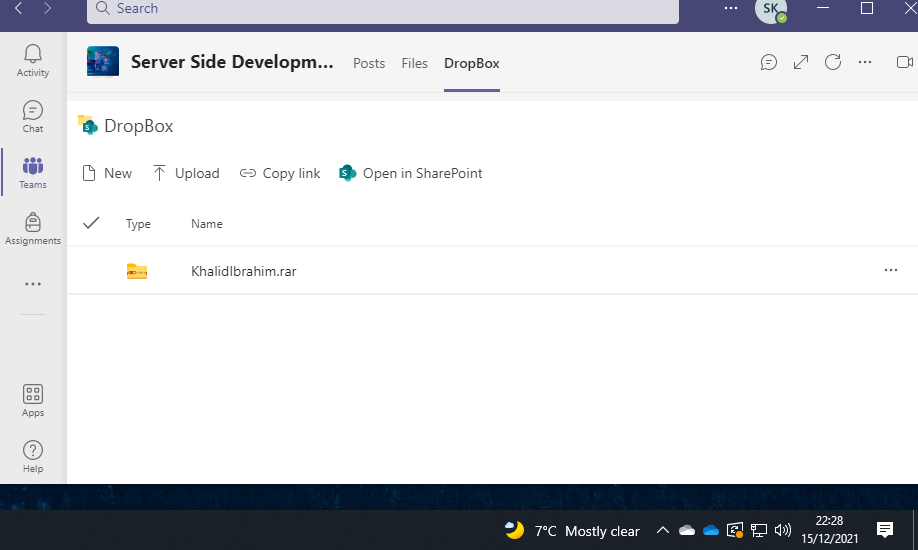 Search
SK
Activity
Chat
Teams
Assignments
Apps
Help
Server Side Developm...
Posts
Files
DropBox
DropBox
New
Upload
Copy link
Open in SharePoint
Type
Name
KhalidIbrahim.rar
7°C Mostly clear
22:28
15/12/2021